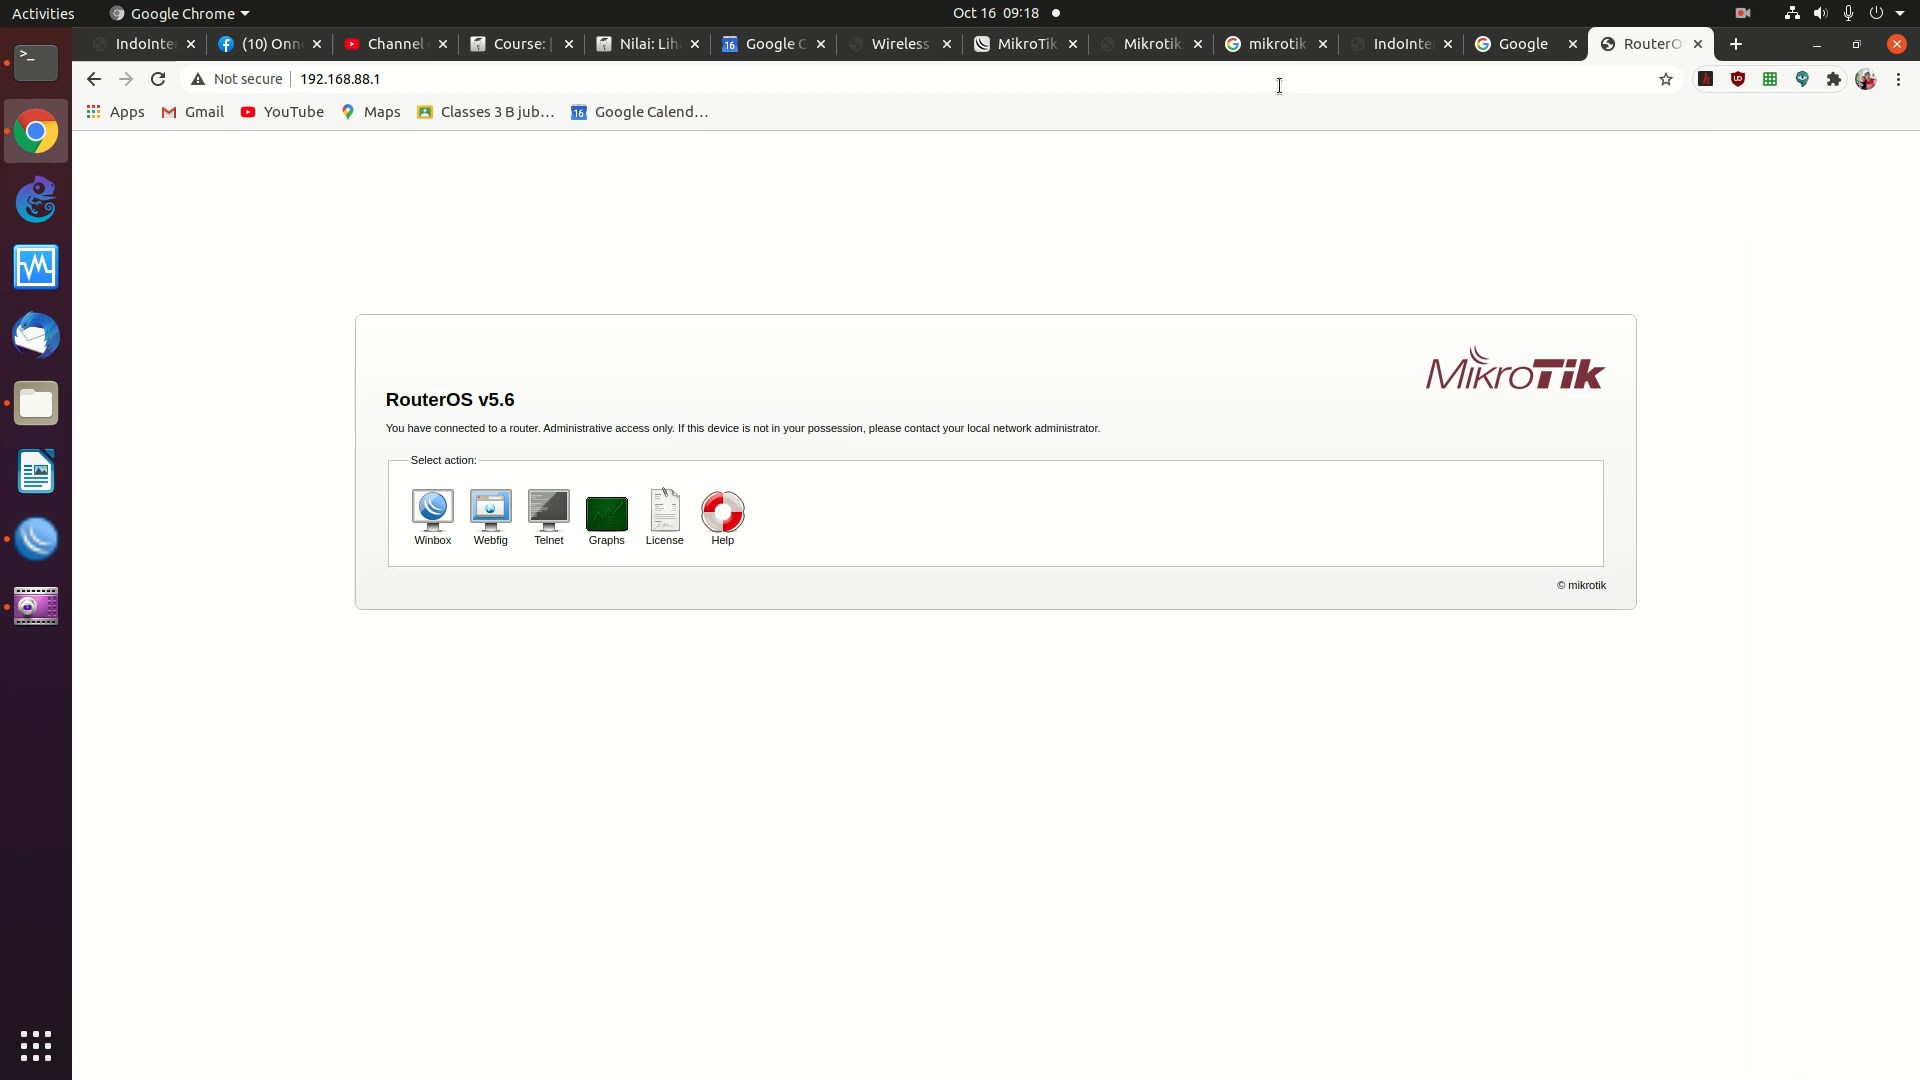 Activities
Google Chrome
Oct 16 09:18
IndoInte
(10) Onn
Channel
Course: |
Nilai: Lih
Google C
Wireless
MikroTik
Mikrotik
mikrotik
IndoInte
Google
RouterO
Not secure
192.168.88.1
Apps
Gmail
YouTube
Maps
Classes 3 B jub...
16
Google Calend...
MikroTik
RouterOS v5.6
You have connected to a router. Administrative access only. If this device is not in your possession, please contact your local network administrator.
Select action:
Winbox
Webfig
Telnet
Graphs
License
Help
© mikrotik